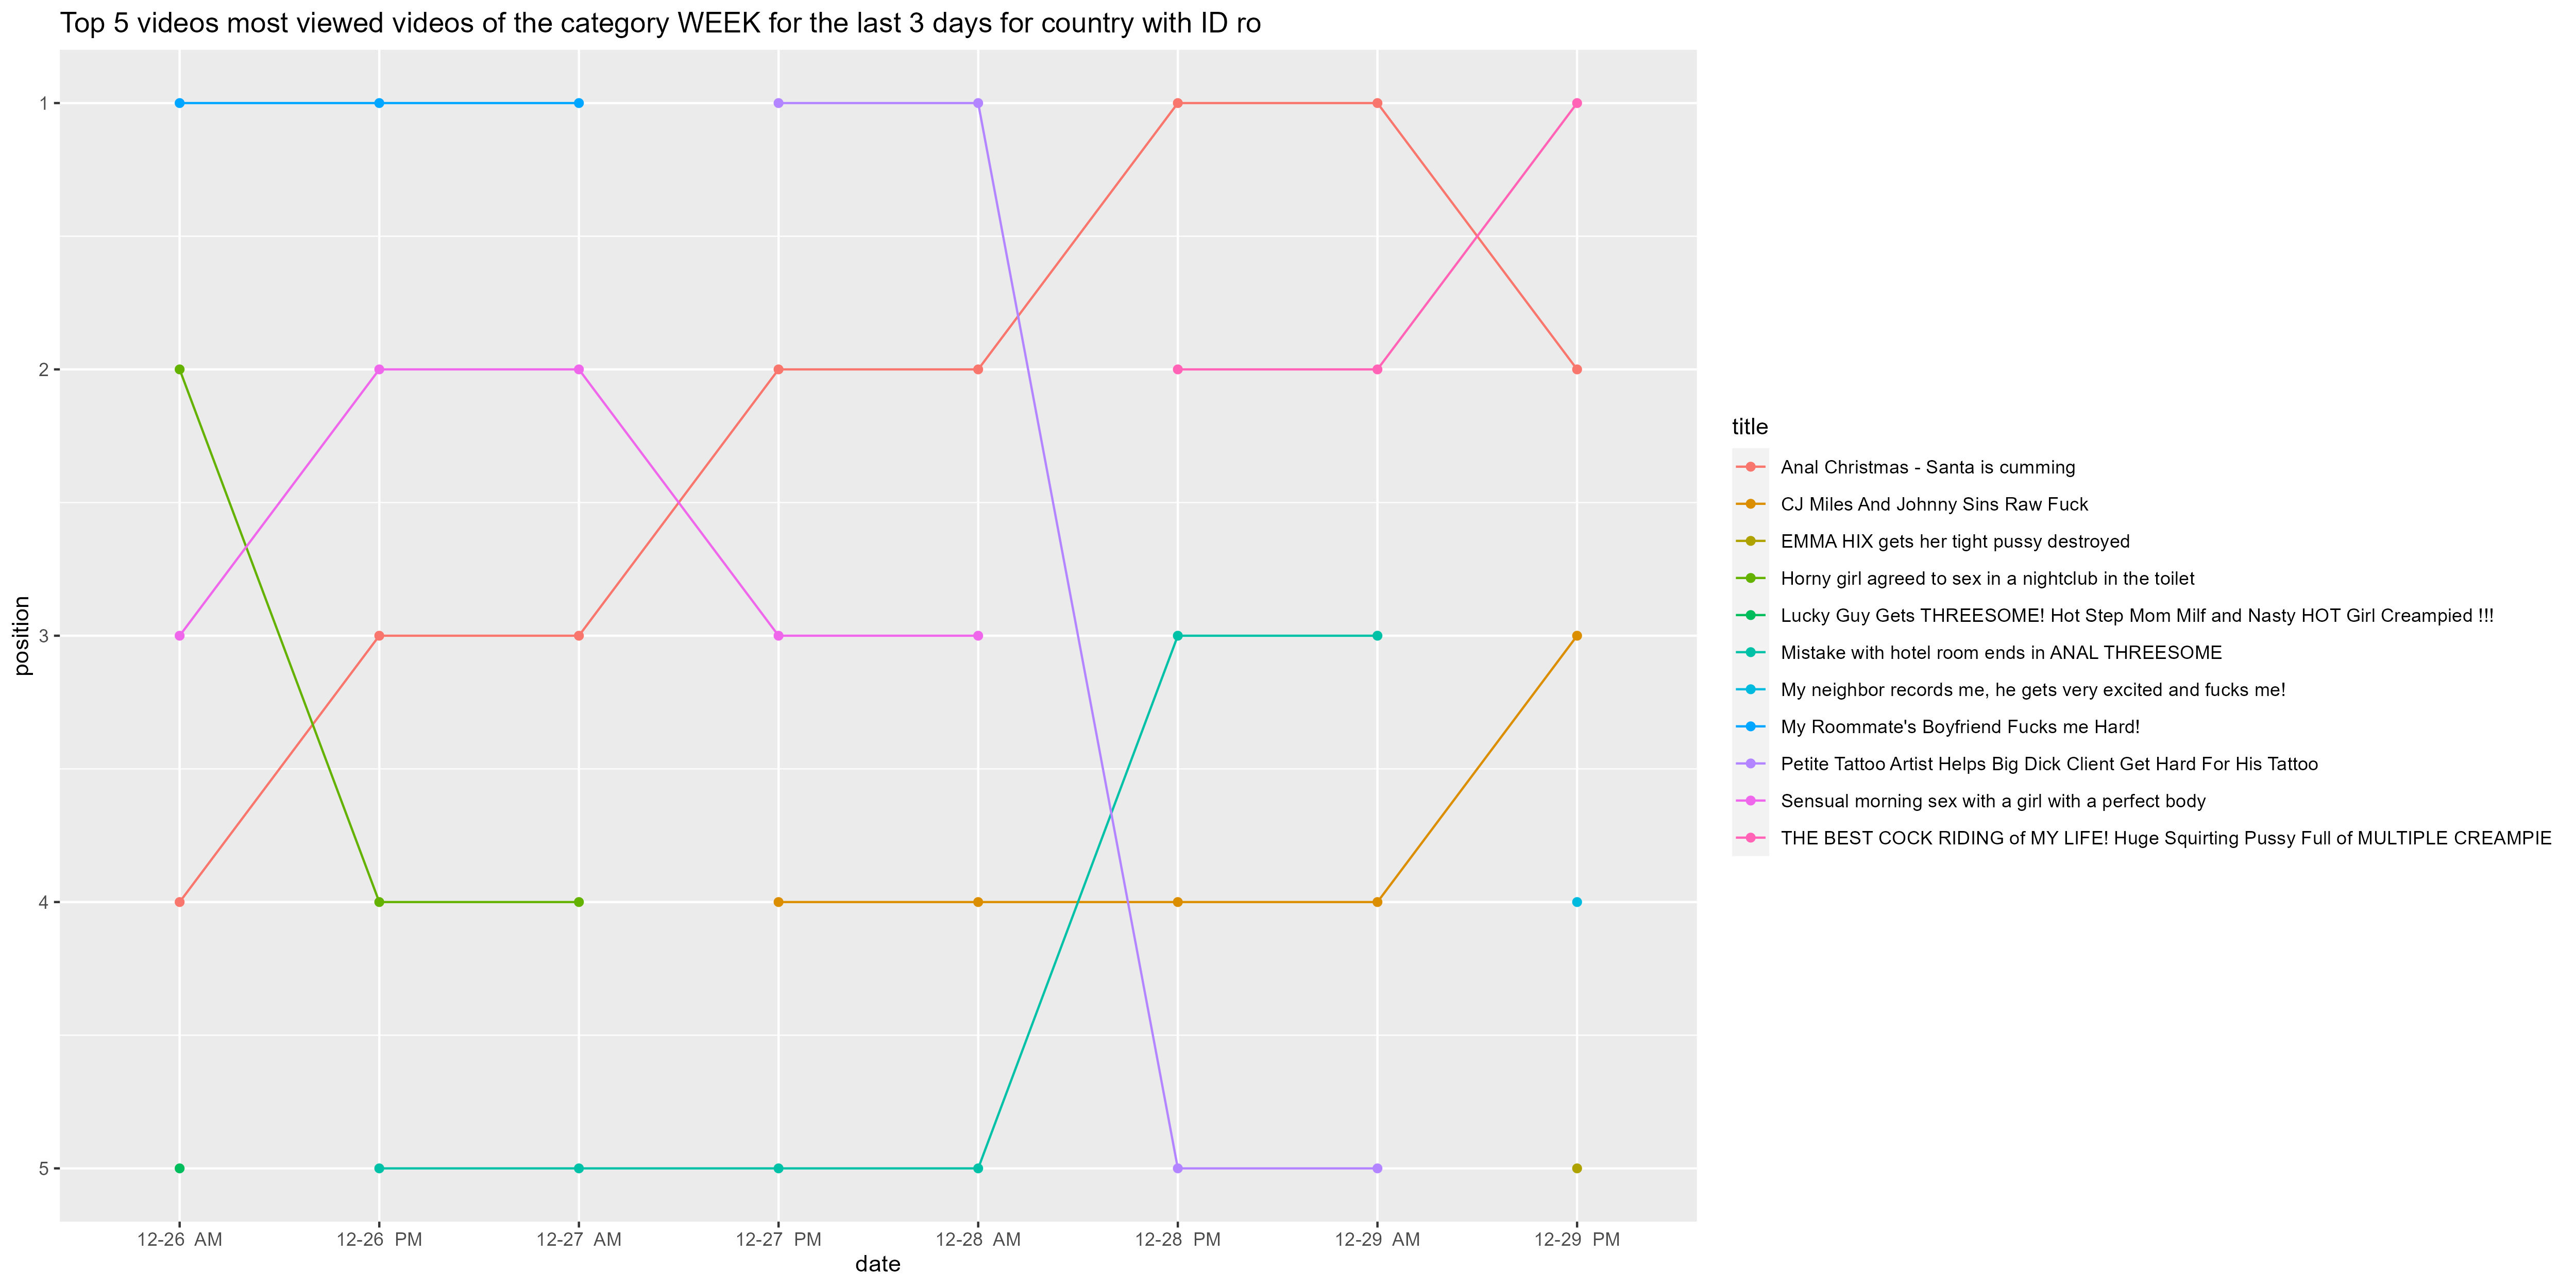 Top 5 videos most viewed videos of the category WEEK for the last 3 days for country with ID ro
position
1
2
3
4
5
12-26 AM
12-26 PM
12-27 AM
12-27 PM
12-28 AM
12-28 PM
12-29 AM
12-29 PM
date
title
Anal Christmas - Santa is cumming
CJ Miles And Johnny Sins Raw Fuck
EMMA HIX gets her tight pussy destroyed
Horny girl agreed to sex in a nightclub in the toilet
Lucky Guy Gets THREESOME! Hot Step Mom Milf and Nasty HOT Girl Creampied !!!
Mistake with hotel room ends in ANAL THREESOME
My neighbor records me, he gets very excited and fucks me!
My Roommate's Boyfriend Fucks me Hard!
Petite Tattoo Artist Helps Big Dick Client Get Hard For His Tattoo
Sensual morning sex with a girl with a perfect body
THE BEST COCK RIDING of MY LIFE! Huge Squirting Pussy Full of MULTIPLE CREAMPIE